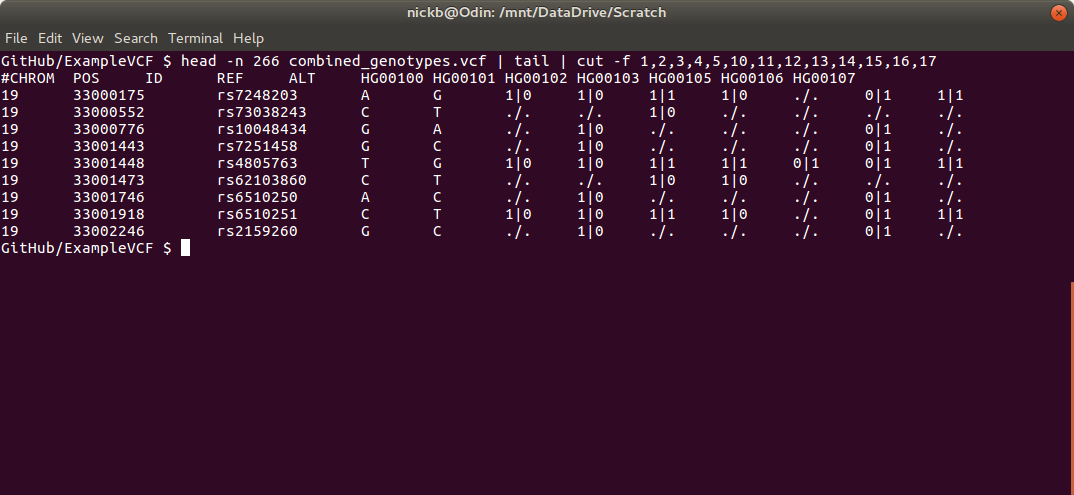 nickb@Odin: /mnt/DataDrive/Scratch
File Edit View Search Terminal Help
GitHub/ExampleVCF $ head -n 266 combined_genotypes.vcf | tail | cut -f 1,2,3,4,5,10,11,12,13,14,15,16,17
#CHROM POS ID REF ALT HG00100 HG00101 HG00102 HG00103 HG00105 HG00106 HG00107
19 33000175 rs7248203 A G 1|0 1|0 1|1 1|0 ./. 0|1 1|1
19 33000552 rs73038243 C T ./. ./. 1|0 ./. ./. ./. ./.
19 33000776 rs10048434 G A ./. 1|0 ./. ./. ./. 0|1 ./.
19 33001443 rs7251458 G C ./. 1|0 ./. ./. ./. 0|1 ./.
19 33001448 rs4805763 T G 1|0 1|0 1|1 1|1 0|1 0|1 1|1
19 33001473 rs62103860 C T ./. ./. 1|0 1|0 ./. ./. ./.
19 33001746 rs6510250 A C ./. 1|0 ./. ./. ./. 0|1 ./.
19 33001918 rs6510251 C T 1|0 1|0 1|1 1|0 ./. 0|1 1|1
19 33002246 rs2159260 G C ./. 1|0 ./. ./. ./. 0|1 ./.
GitHub/ExampleVCF $